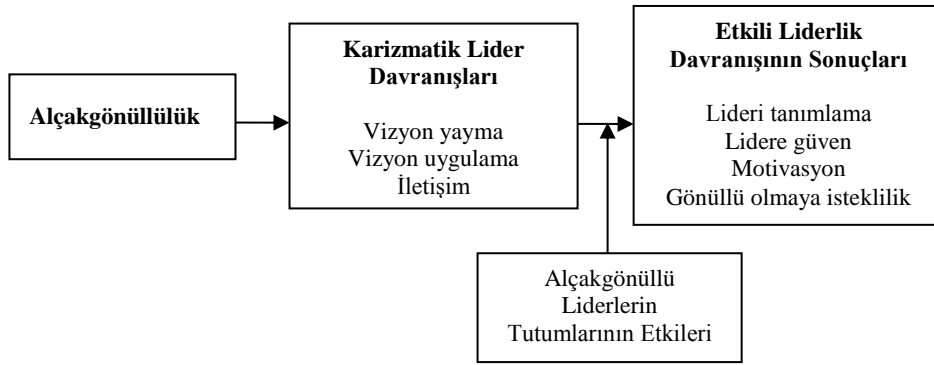 Alçakgönüllülük
Karizmatik Lider
Davranışları
Vizyon yayma
Vizyon uygulama
İletişim
Etkili Liderlik
Davranışının Sonuçları
Lideri tanımlama
Lidere güven
Motivasyon
Gönüllü olmaya isteklilik
Alçakgönüllü
Liderlerin
Tutumlarının Etkileri